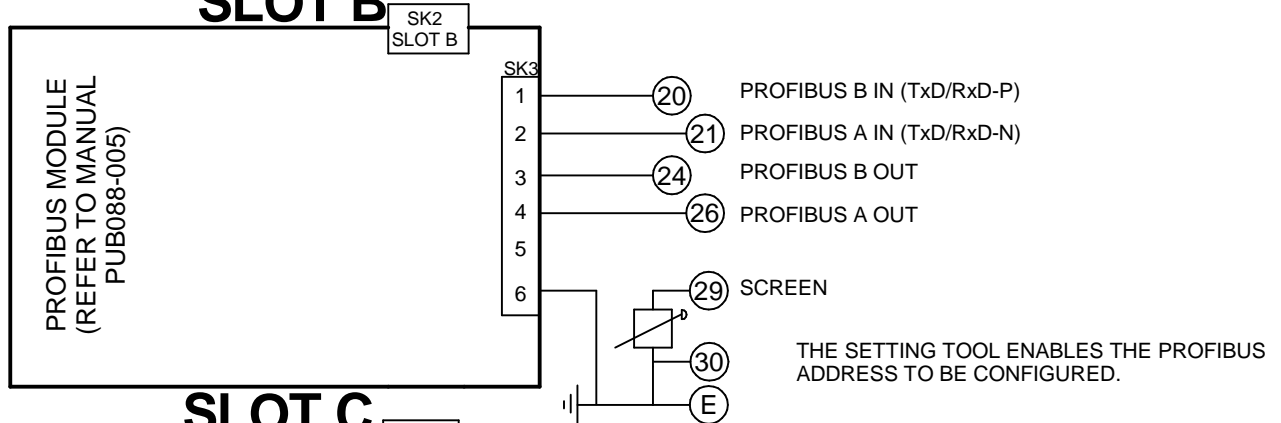 SLOT B
SK2
SLOT B
PROFIBUS MODULE
(REFER TO MANUAL
PUB088-005)
SK3
1
20
PROFIBUS B IN (TxD/RxD-P)
2
21
PROFIBUS A IN (TxD/RxD-N)
3
24
PROFIBUS B OUT
4
26
PROFIBUS A OUT
5
6
29
SCREEN
30
THE SETTING TOOL ENABLES THE PROFIBUS
ADDRESS TO BE CONFIGURED.
E
SLOT C